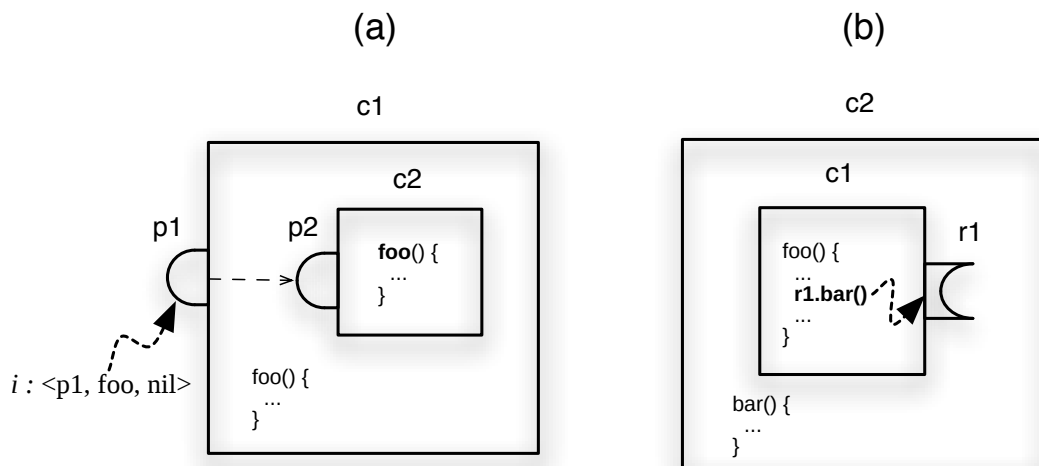 (a)
c1
c2
p1
p2
foo() {
...
}
i : <p1, foo, nil>
foo() {
...
}
(b)
c2
c1
r1
foo() {
...
r1.bar()
...
}
bar() {
...
}